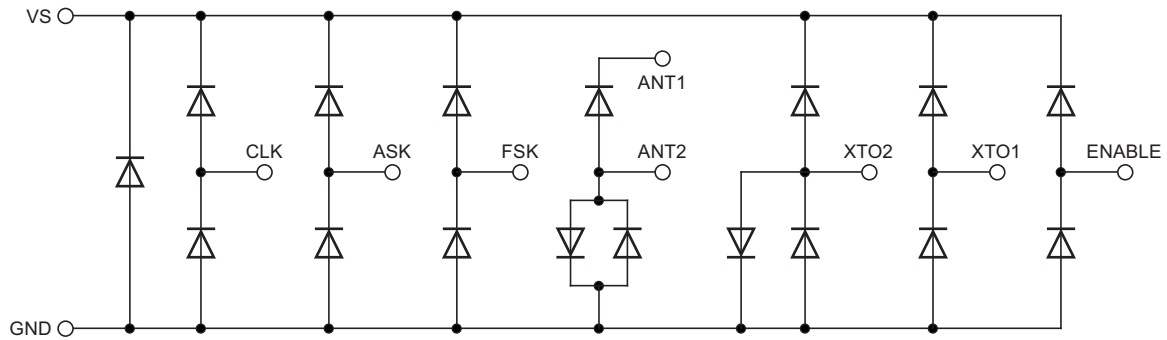 VS
ANT1
CLK
ASK
FSK
ANT2
XTO2
XTO1
ENABLE
GND